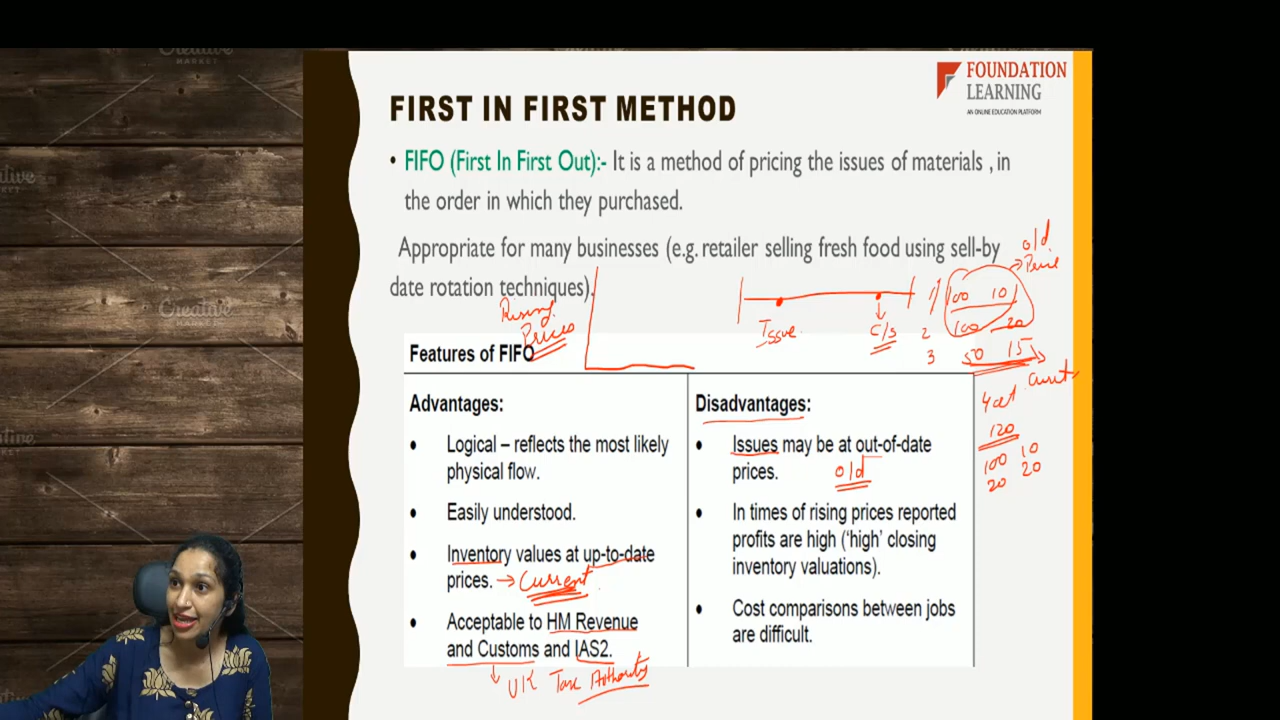 FOUNDATION
LEARNING
AN ONLINE EDUCATION PLATFORM
FIRST IN FIRST METHOD
• FIFO (First In First Out):- It is a method of pricing the issues of materials , in
the order in which they purchased.
Appropriate for many businesses (e.g. retailer selling fresh food using sell-by
date rotation techniques).
old
Rising
Prices
Issue
C/s
1 100 10
2 100 20
3 50 15
120
100 10
20 20
Features of FIFO
Advantages:
• Logical – reflects the most likely
physical flow.
• Easily understood.
• Inventory values at up-to-date
prices. → Current
• Acceptable to HM Revenue
and Customs and IAS2.
UK Tax Authority
Disadvantages:
• Issues may be at out-of-date
prices.
old
• In times of rising prices reported
profits are high ('high' closing
inventory valuations).
• Cost comparisons between jobs
are difficult.
Creative
MARKET